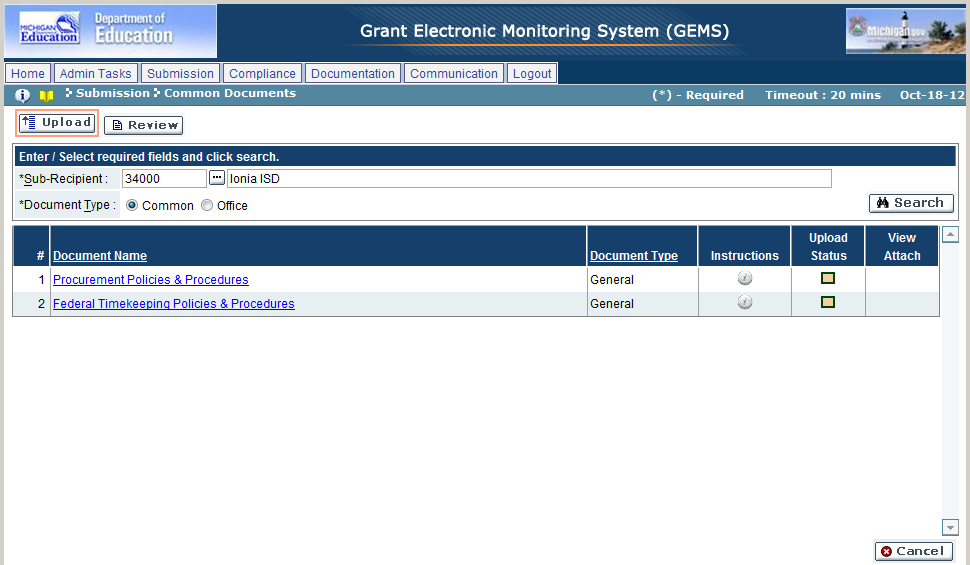 MICHIGAN
Education
Department of
Education
Grant Electronic Monitoring System (GEMS)
Michigan.gov
Home Admin Tasks Submission Compliance Documentation Communication Logout
Submission Common Documents (*) - Required Timeout : 20 mins Oct-18-12
Upload Review
Enter / Select required fields and click search.
*Sub-Recipient : 34000 ... Ionia ISD
*Document Type : Common Office Search
# Document Name Document Type Instructions Upload Status View Attach
1 Procurement Policies & Procedures General
2 Federal Timekeeping Policies & Procedures General
Cancel